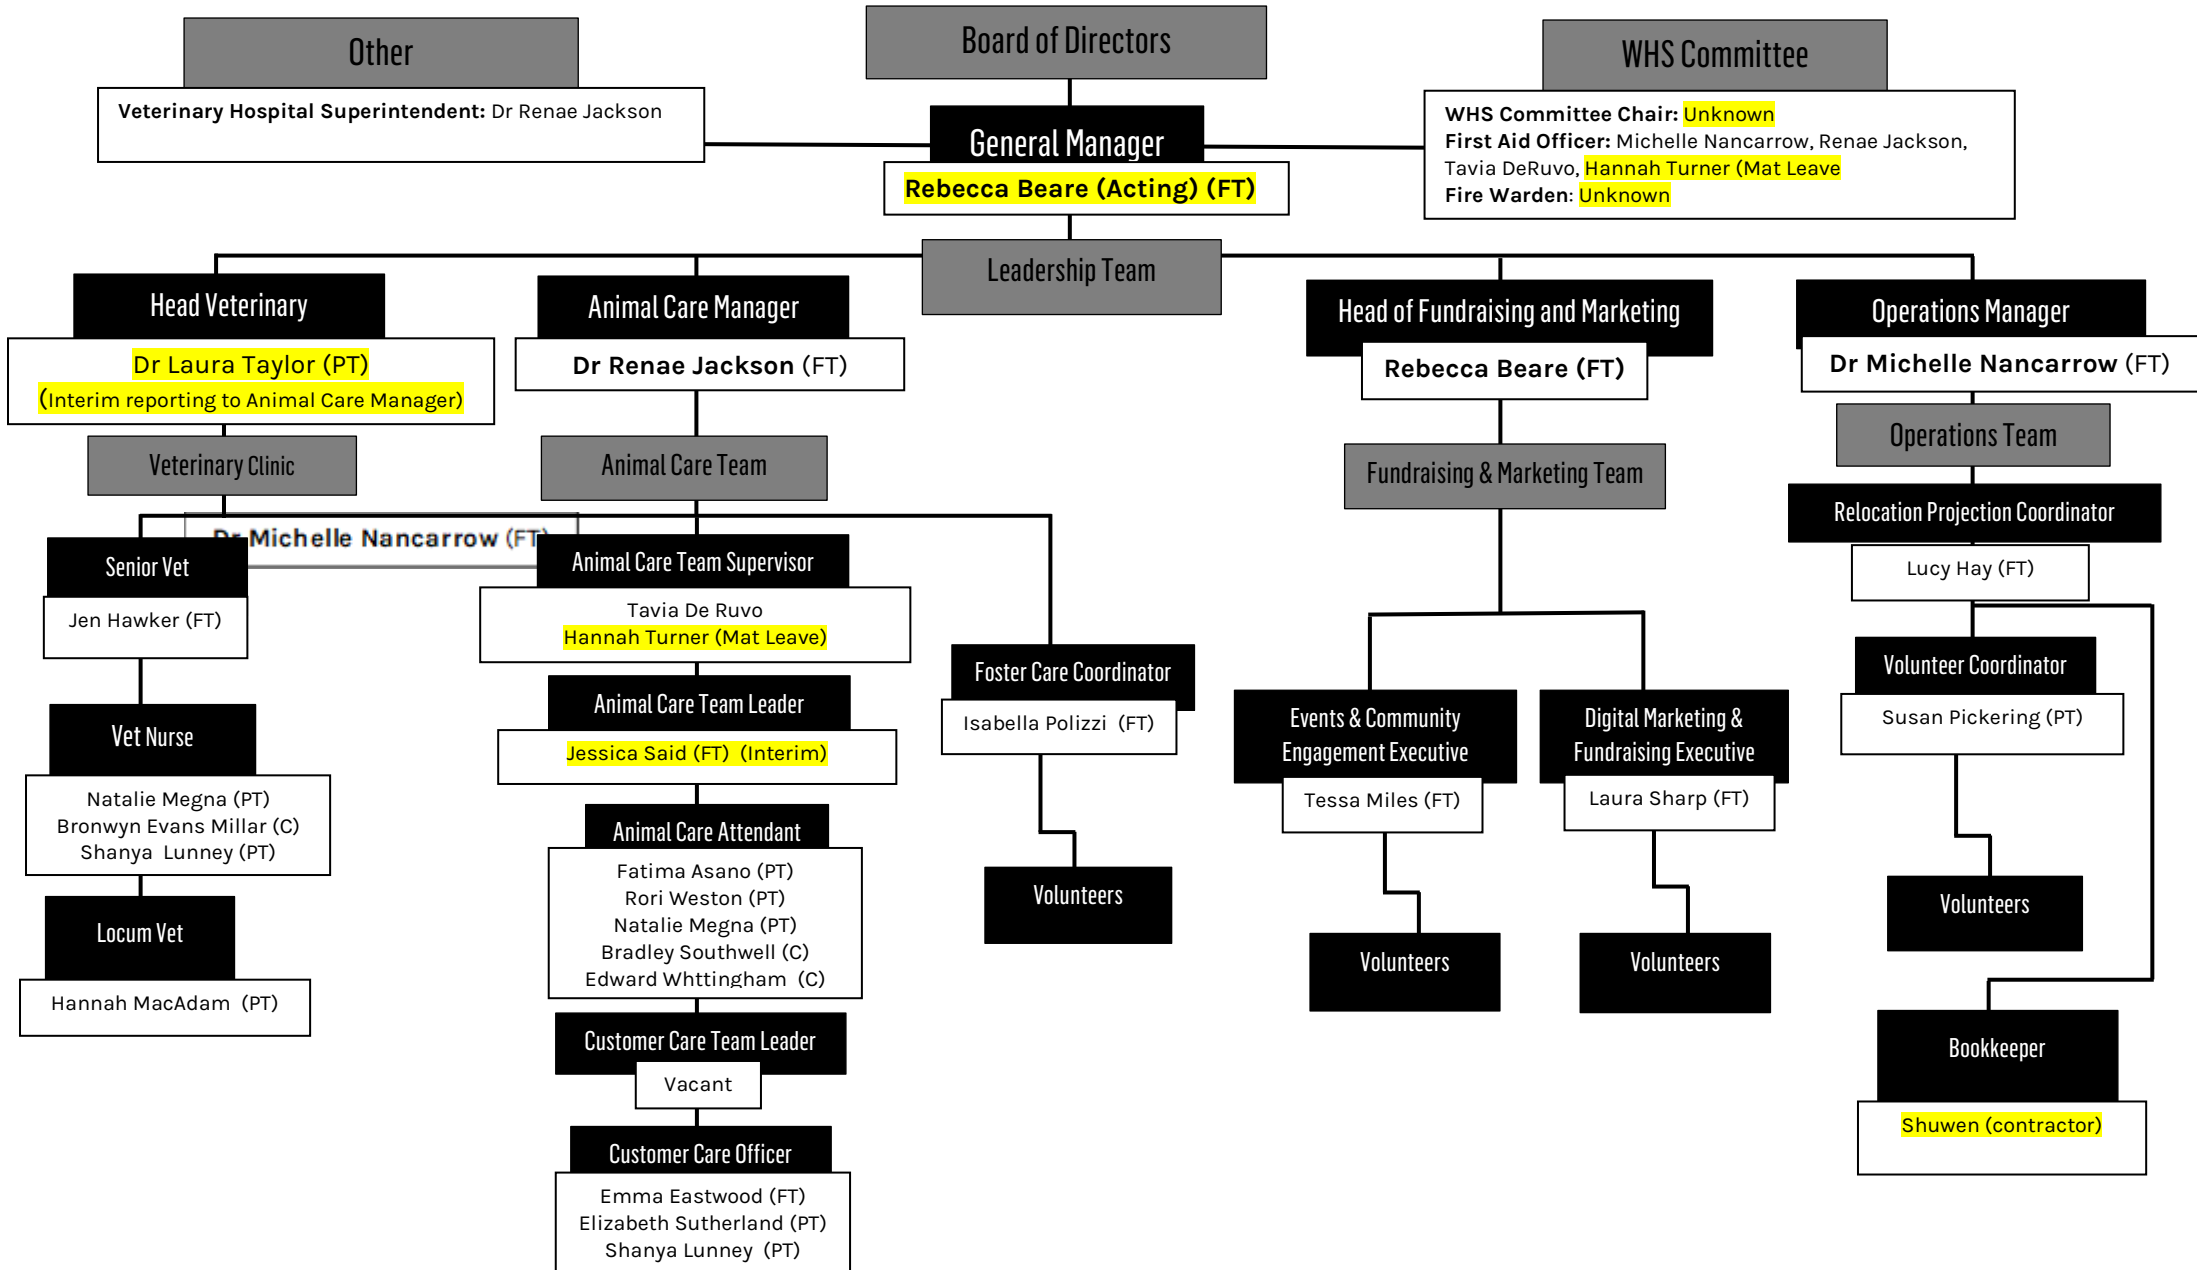 Other
Veterinary Hospital Superintendent: Dr Renae Jackson
Board of Directors
General Manager
Rebecca Beare (Acting) (FT)
WHS Committee
WHS Committee Chair: Unknown
First Aid Officer: Michelle Nancarrow, Renae Jackson,
Tavia DeRuvo, Hannah Turner (Mat Leave
Fire Warden: Unknown
Leadership Team
Head Veterinary
Dr Laura Taylor (PT)
(Interim reporting to Animal Care Manager)
Animal Care Manager
Dr Renae Jackson (FT)
Head of Fundraising and Marketing
Rebecca Beare (FT)
Operations Manager
Dr Michelle Nancarrow (FT)
Veterinary Clinic
Dr Michelle Nancarrow (FT)
Senior Vet
Jen Hawker (FT)
Vet Nurse
Natalie Megna (PT)
Bronwyn Evans Millar (C)
Shanya Lunney (PT)
Locum Vet
Hannah MacAdam (PT)
Animal Care Team
Animal Care Team Supervisor
Tavia De Ruvo
Hannah Turner (Mat Leave)
Animal Care Team Leader
Jessica Said (FT) (Interim)
Animal Care Attendant
Fatima Asano (PT)
Rori Weston (PT)
Natalie Megna (PT)
Bradley Southwell (C)
Edward Whttingham (C)
Customer Care Team Leader
Vacant
Customer Care Officer
Emma Eastwood (FT)
Elizabeth Sutherland (PT)
Shanya Lunney (PT)
Foster Care Coordinator
Isabella Polizzi (FT)
Volunteers
Fundraising & Marketing Team
Events & Community
Engagement Executive
Tessa Miles (FT)
Volunteers
Digital Marketing &
Fundraising Executive
Laura Sharp (FT)
Volunteers
Operations Team
Relocation Projection Coordinator
Lucy Hay (FT)
Volunteer Coordinator
Susan Pickering (PT)
Volunteers
Bookkeeper
Shuwen (contractor)